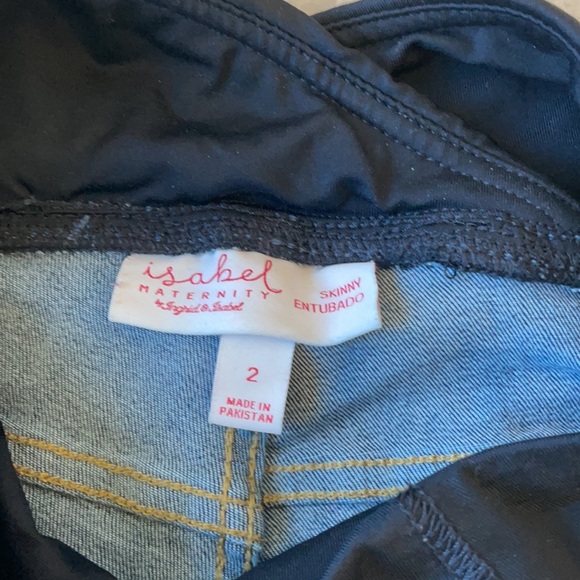 isabel
MATERNITY
by Ingrid & Isabel
SKINNY
ENTUBADO
2
MADE IN
PAKISTAN